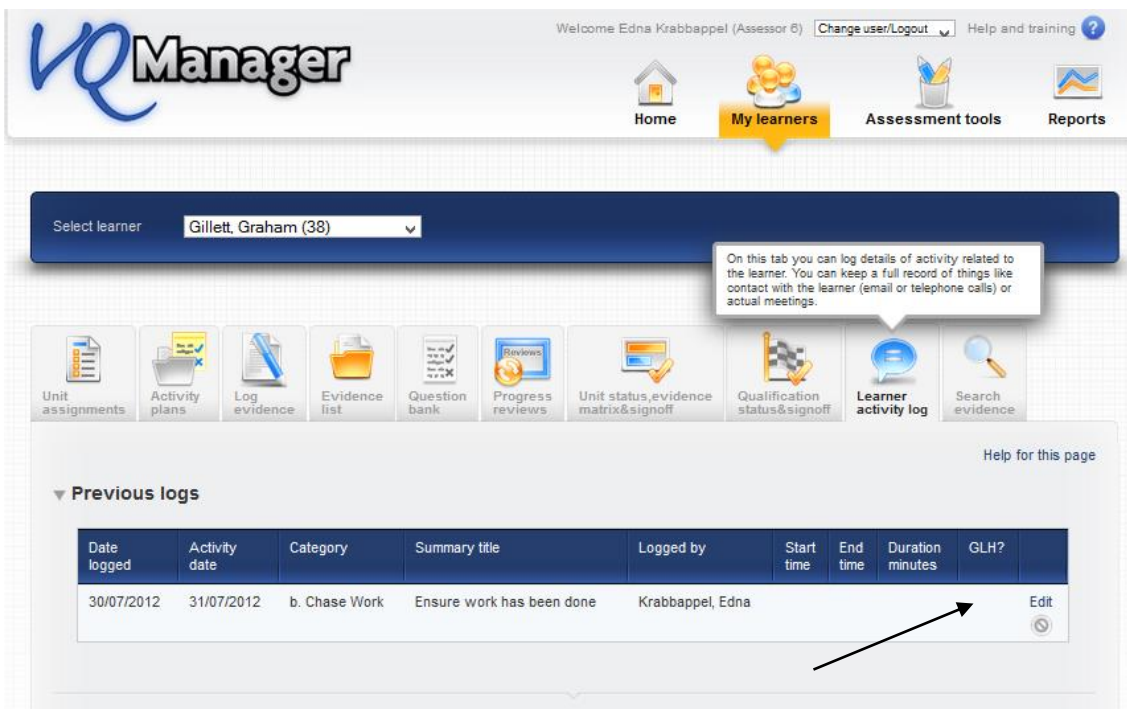 Welcome Edna Krabbappel (Assessor 6) Change user/Logout Help and training ?
VQManager
Home My learners Assessment tools Reports
Select learner Gillett, Graham (38)
On this tab you can log details of activity related to
the learner. You can keep a full record of things like
contact with the learner (email or telephone calls) or
actual meetings.
Reviews
Unit assignments
Activity plans
Log evidence
Evidence list
Question bank
Progress reviews
Unit status,evidence matrix&signoff
Qualification status&signoff
Learner activity log
Search evidence
Help for this page
Previous logs
Date logged Activity date Category Summary title Logged by Start time End time Duration minutes GLH?
30/07/2012 31/07/2012 b. Chase Work Ensure work has been done Krabbappel, Edna Edit